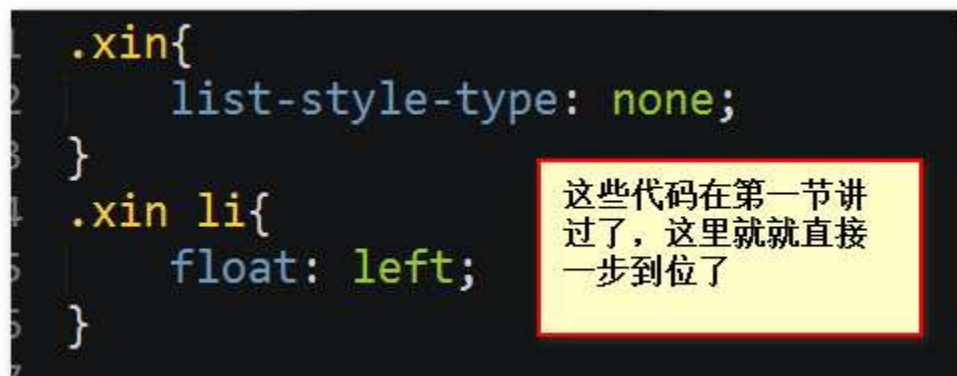 1 .xin{
2 list-style-type: none;
3 }
4 .xin li{
5 float: left;
6 }
7
这些代码在第一节讲
过了，这里就就直接
一步到位了